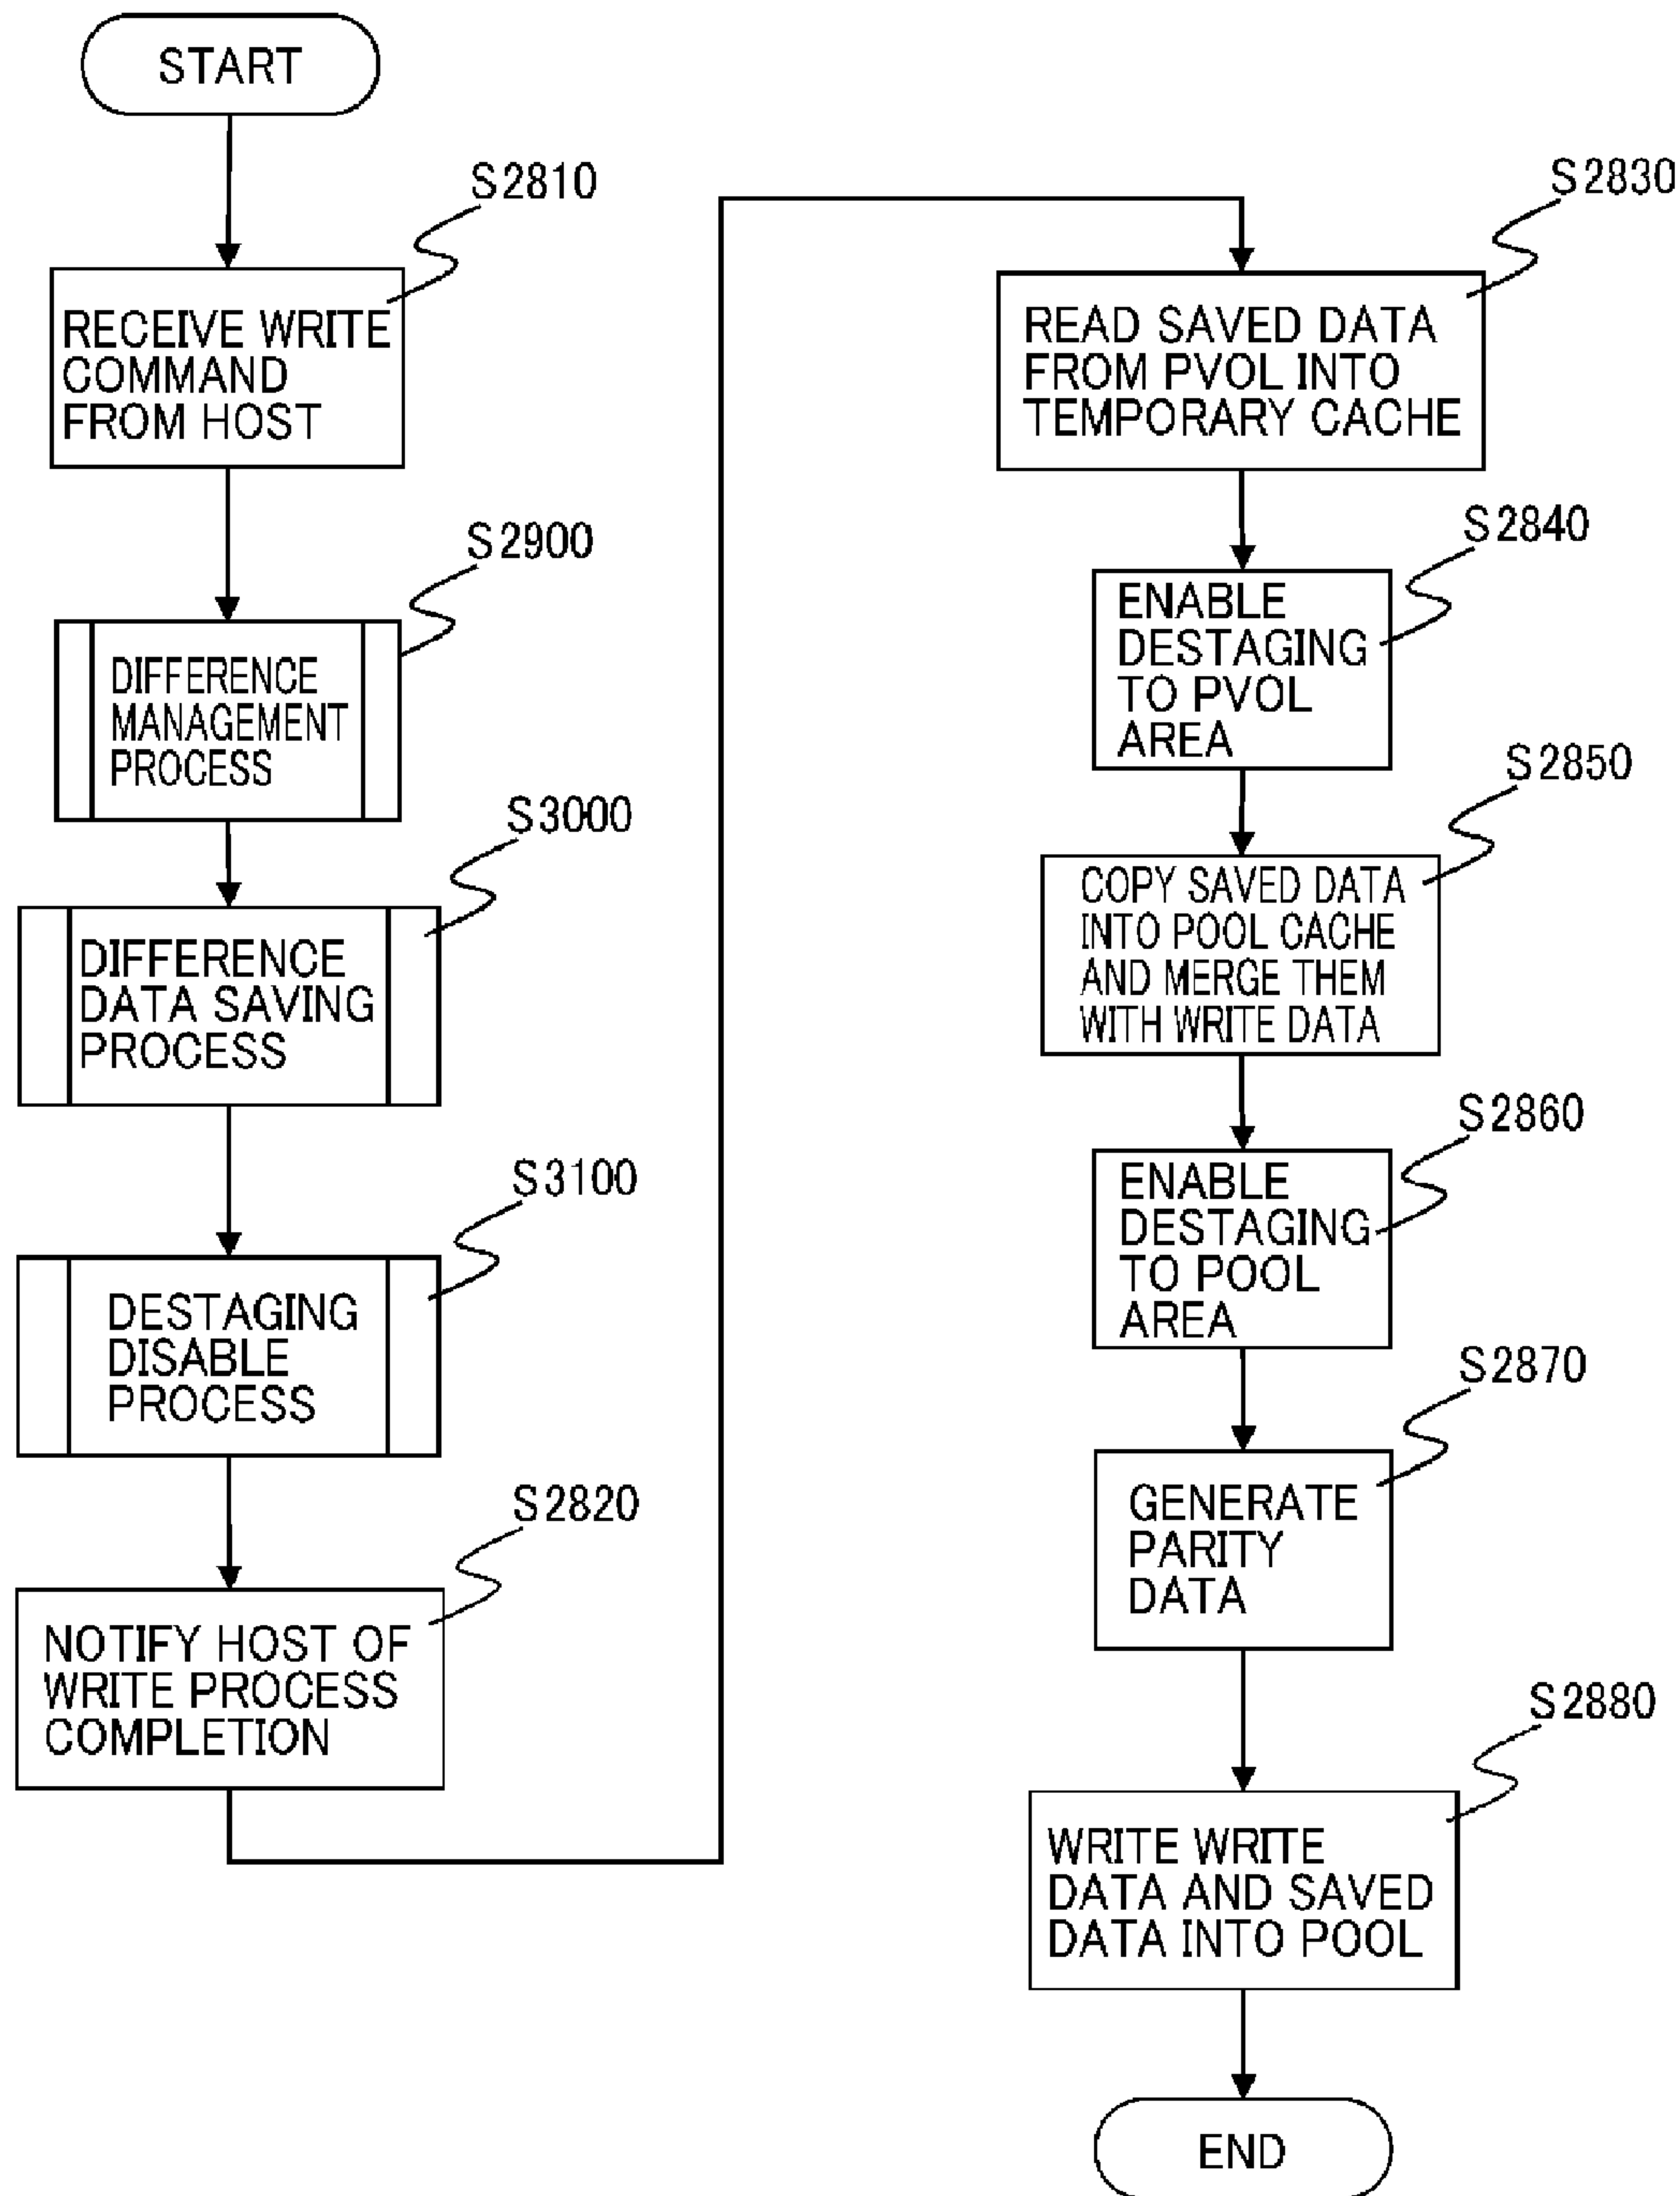 START
S2810
RECEIVE WRITE
COMMAND
FROM HOST
S2900
DIFFERENCE
MANAGEMENT
PROCESS
S3000
DIFFERENCE
DATA SAVING
PROCESS
S3100
DESTAGING
DISABLE
PROCESS
S2820
NOTIFY HOST OF
WRITE PROCESS
COMPLETION
S2830
READ SAVED DATA
FROM PVOL INTO
TEMPORARY CACHE
S2840
ENABLE
DESTAGING
TO PVOL
AREA
S2850
COPY SAVED DATA
INTO POOL CACHE
AND MERGE THEM
WITH WRITE DATA
S2860
ENABLE
DESTAGING
TO POOL
AREA
S2870
GENERATE
PARITY
DATA
S2880
WRITE WRITE
DATA AND SAVED
DATA INTO POOL
END